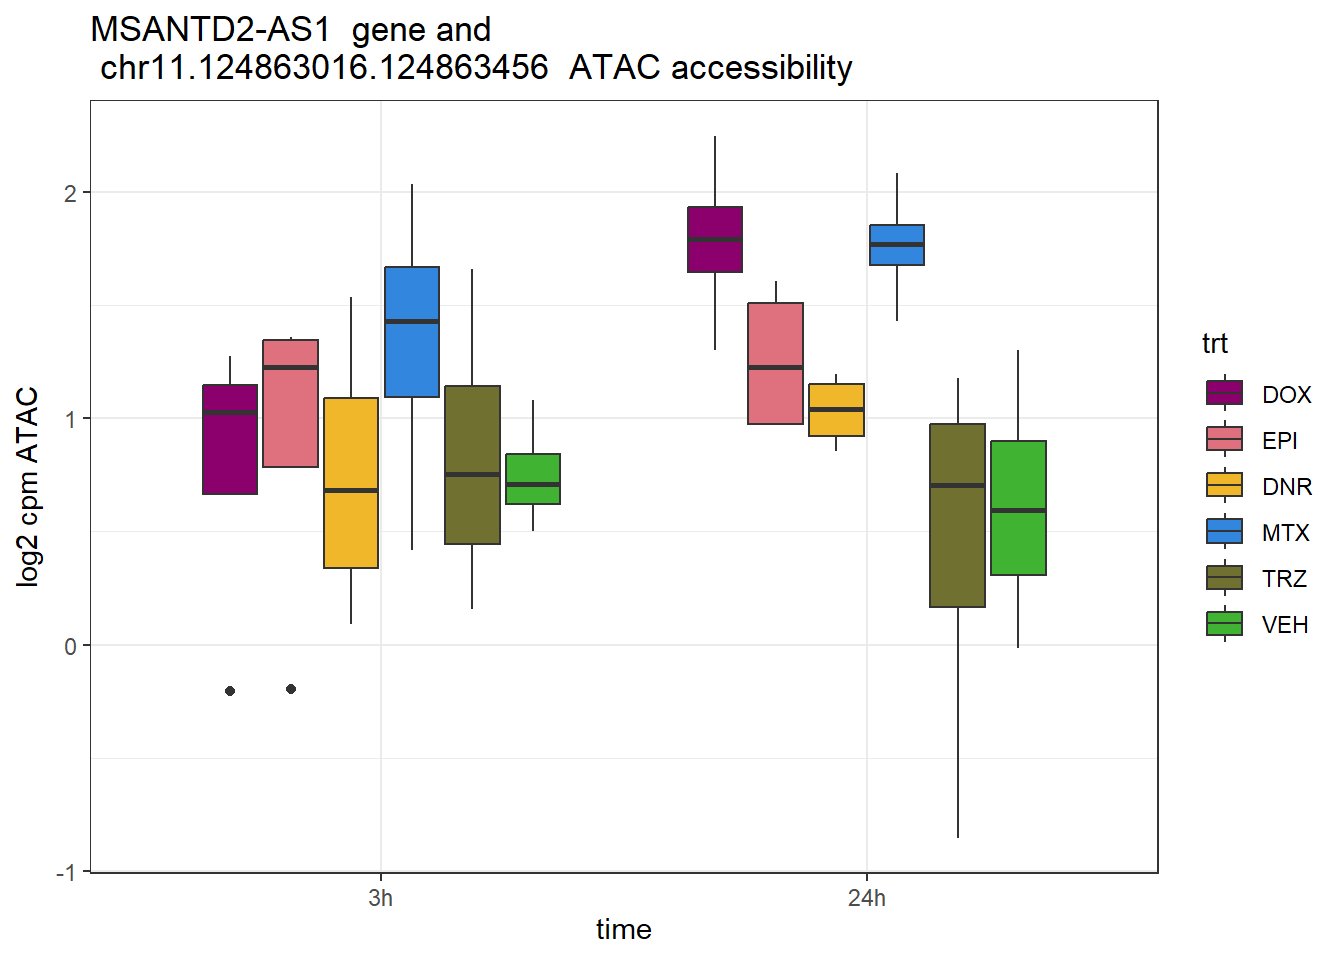 MSANTD2-AS1  gene and
chr11.124863016.124863456  ATAC accessibility
log2 cpm ATAC
2
1
0
-1
3h
24h
time
trt
DOX
EPI
DNR
MTX
TRZ
VEH